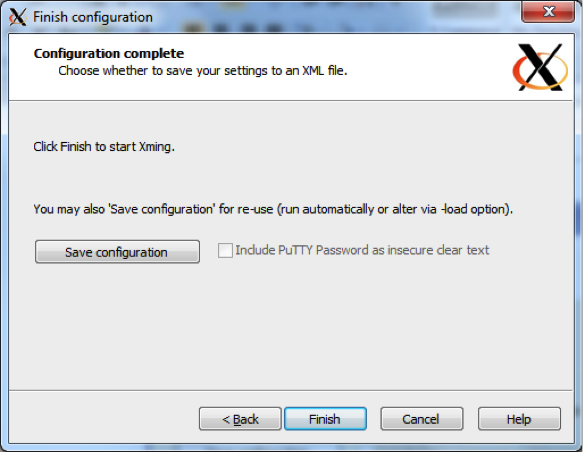 Finish configuration
Configuration complete
Choose whether to save your settings to an XML file.
Click Finish to start Xming.
You may also 'Save configuration' for re-use (run automatically or alter via -load option).
Save configuration
Include PuTTY Password as insecure clear text
< Back
Finish
Cancel
Help